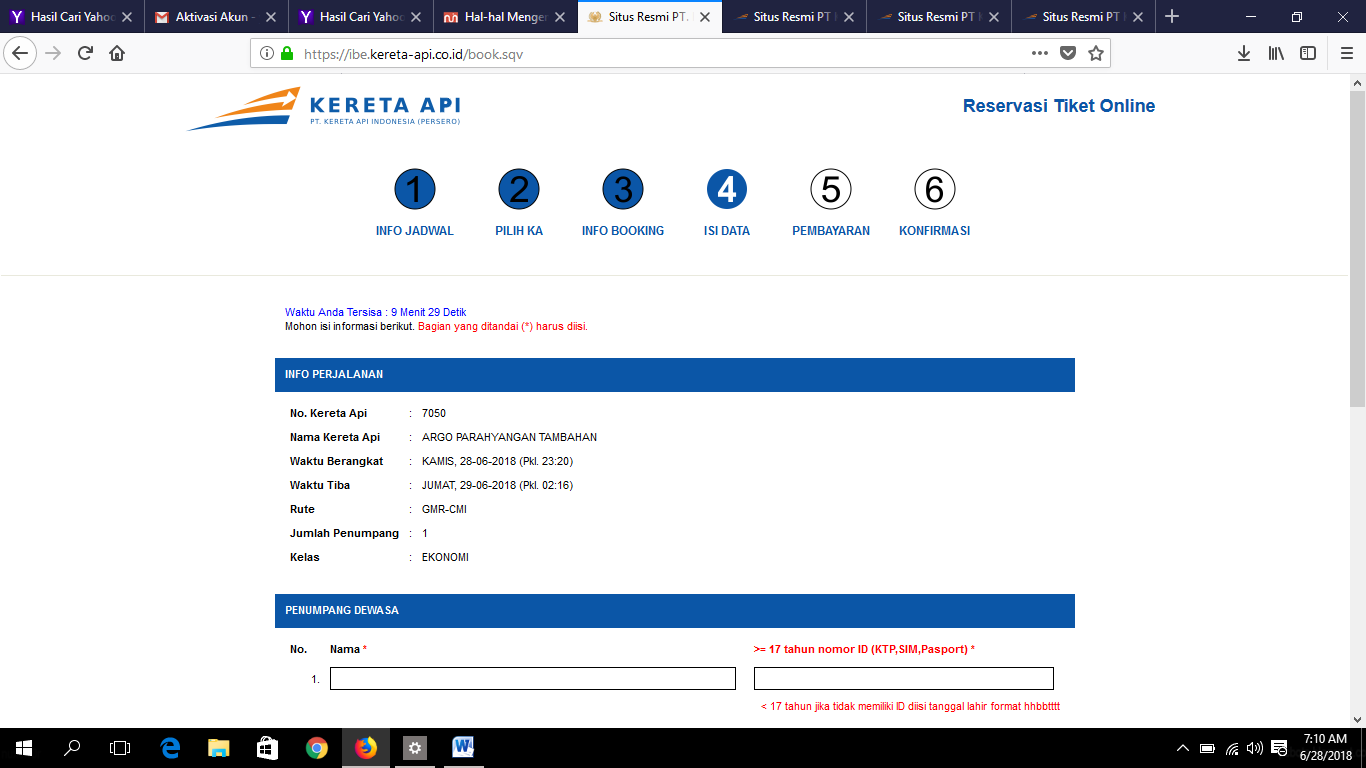 Hasil Cari Yahoo
Aktivasi Akun -
Hasil Cari Yahoo
Hal-hal Menger
Situs Resmi PT.
Situs Resmi PT
Situs Resmi PT
Situs Resmi PT
https://ibe.kereta-api.co.id/book.sqv
KERETA API
PT. KERETA API INDONESIA (PERSERO)
Reservasi Tiket Online
1 2 3 4 5 6
INFO JADWAL PILIH KA INFO BOOKING ISI DATA PEMBAYARAN KONFIRMASI
Waktu Anda Tersisa : 9 Menit 29 Detik
Mohon isi informasi berikut. Bagian yang ditandai (*) harus diisi.
INFO PERJALANAN
No. Kereta Api : 7050
Nama Kereta Api : ARGO PARAHYANGAN TAMBAHAN
Waktu Berangkat : KAMIS, 28-06-2018 (Pkl. 23:20)
Waktu Tiba : JUMAT, 29-06-2018 (Pkl. 02:16)
Rute : GMR-CMI
Jumlah Penumpang : 1
Kelas : EKONOMI
PENUMPANG DEWASA
No. Nama * >= 17 tahun nomor ID (KTP,SIM,Pasport) *
1.
< 17 tahun jika tidak memiliki ID diisi tanggal lahir format hhbbtttt
7:10 AM
6/28/2018